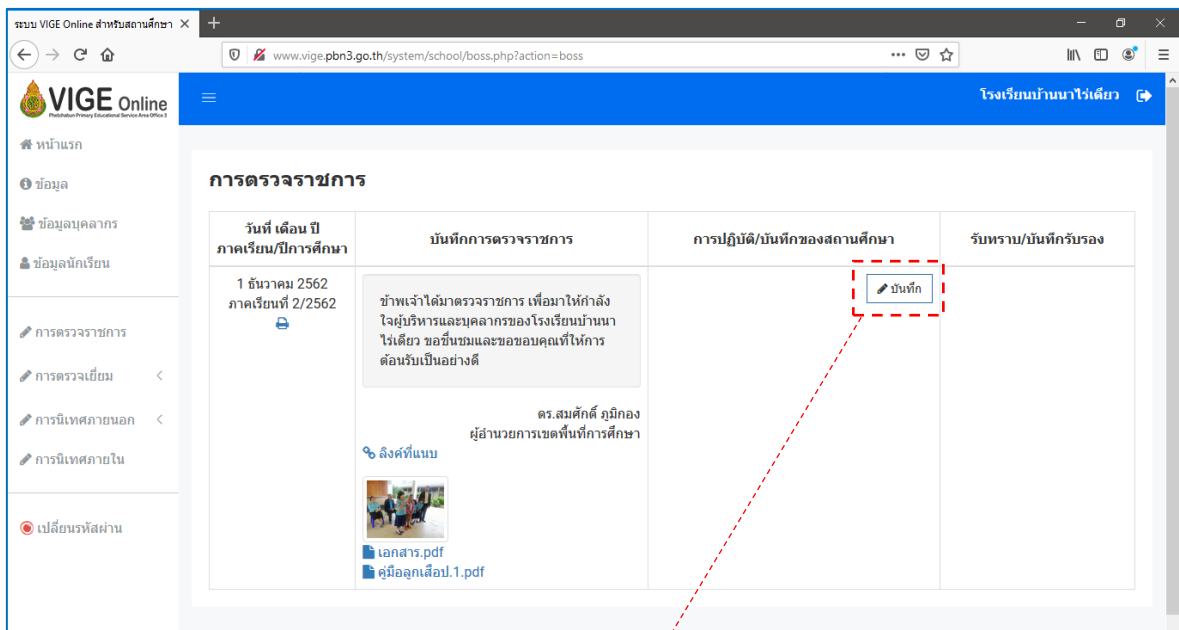 ระบบ VIGE Online สำหรับสถานศึกษา
www.vige.pbn3.go.th/system/school/boss.php?action=boss
VIGE Online
Phetchabun Primary Educational Service Area Office 3
โรงเรียนบ้านนาไร่เดียว
หน้าแรก
ข้อมูล
ข้อมูลบุคลากร
ข้อมูลนักเรียน
การตรวจราชการ
การตรวจเยี่ยม
การนิเทศภายนอก
การนิเทศภายใน
เปลี่ยนรหัสผ่าน
การตรวจราชการ
วันที่ เดือน ปี
ภาคเรียน/ปีการศึกษา
บันทึกการตรวจราชการ
การปฏิบัติ/บันทึกของสถานศึกษา
รับทราบ/บันทึกรับรอง
1 ธันวาคม 2562
ภาคเรียนที่ 2/2562
ข้าพเจ้าได้มาตรวจราชการ เพื่อมาให้กำลัง
ใจผู้บริหารและบุคลากรของโรงเรียนบ้านนา
ไร่เดียว ขอชื่นชมและขอขอบคุณที่ให้การ
ต้อนรับเป็นอย่างดี
ดร.สมศักดิ์ ภูมิกอง
ผู้อำนวยการเขตพื้นที่การศึกษา
ลิงค์ที่แนบ
เอกสาร.pdf
คู่มือลูกเสือป.1.pdf
บันทึก